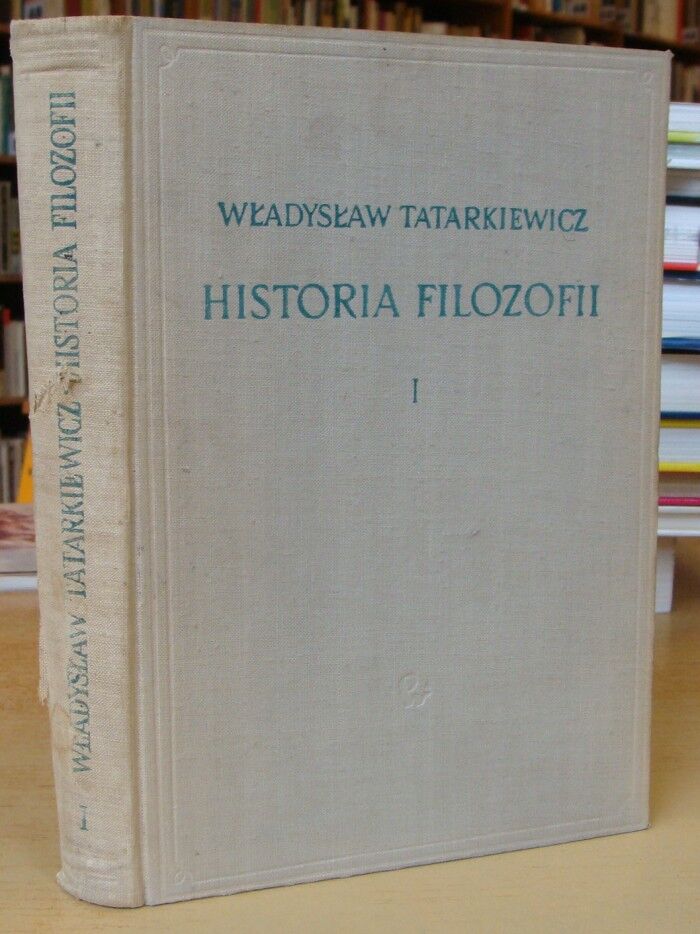 WŁADYSŁAW TATARKIEWICZ
HISTORIA FILOZOFII
I
I WŁADYSŁAW TATARKIEWICZ · HISTORIA FILOZOFII